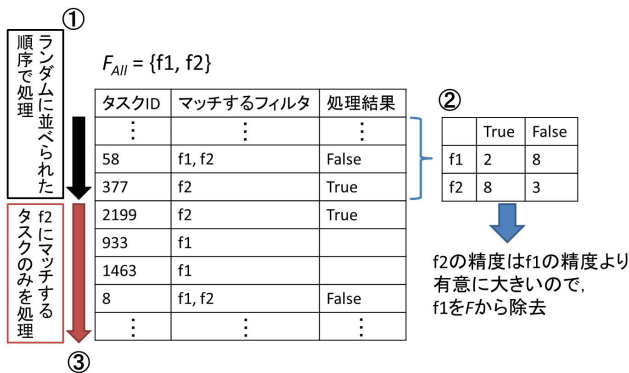 ①
ランダムに並べられた
順序で処理
F_All = {f1, f2}
タスクID マッチするフィルタ 処理結果
⋮ ⋮ ⋮
58 f1, f2 False
377 f2 True
2199 f2 True
933 f1
1463 f1
8 f1, f2 False
⋮ ⋮ ⋮
②
True False
f1 2 8
f2 8 3
f2の精度はf1の精度より
有意に大きいので,
f1をFから除去
f2にマッチする
タスクのみを処理
③